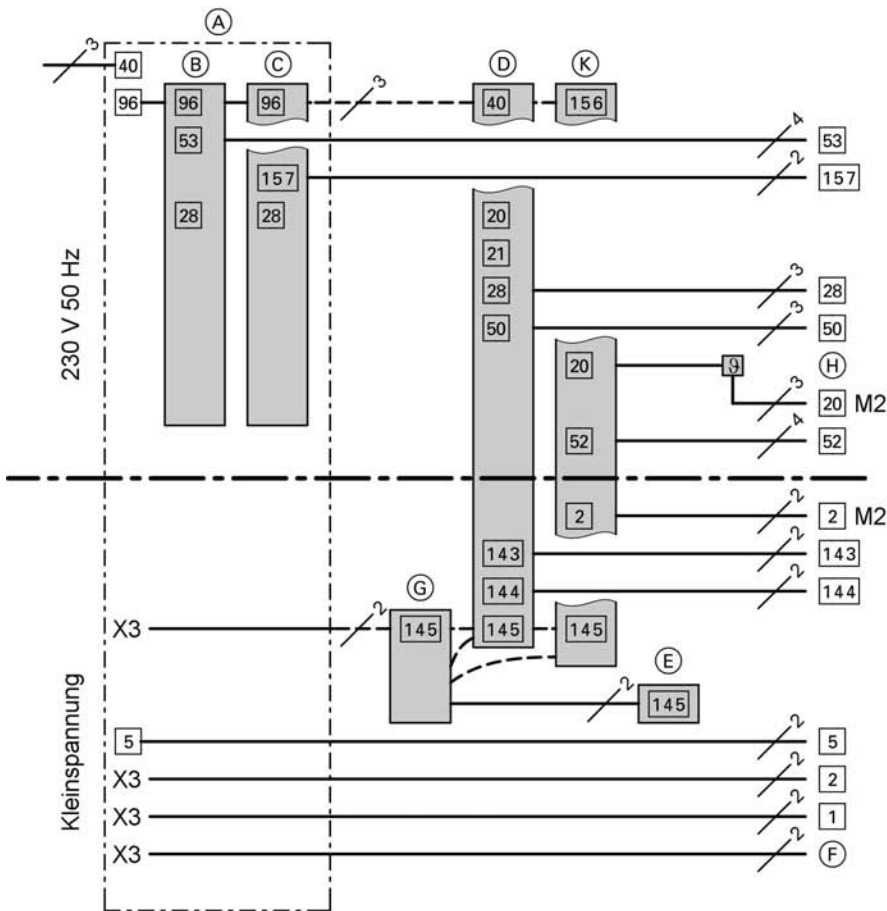 A
3
40
B C D K
96 96 96 3 40 156
53 4 53
157 2 157
28 28 20
21
28 3 28
50 3 50
20 ϑ H
3 20 M2
52 4 52
230 V 50 Hz
2 2 2 M2
143 2 143
144 2 144
G
X3 2 145 145 145
E
2 145
Kleinspannung
5 2 5
X3 2 2
X3 2 1
X3 2 F